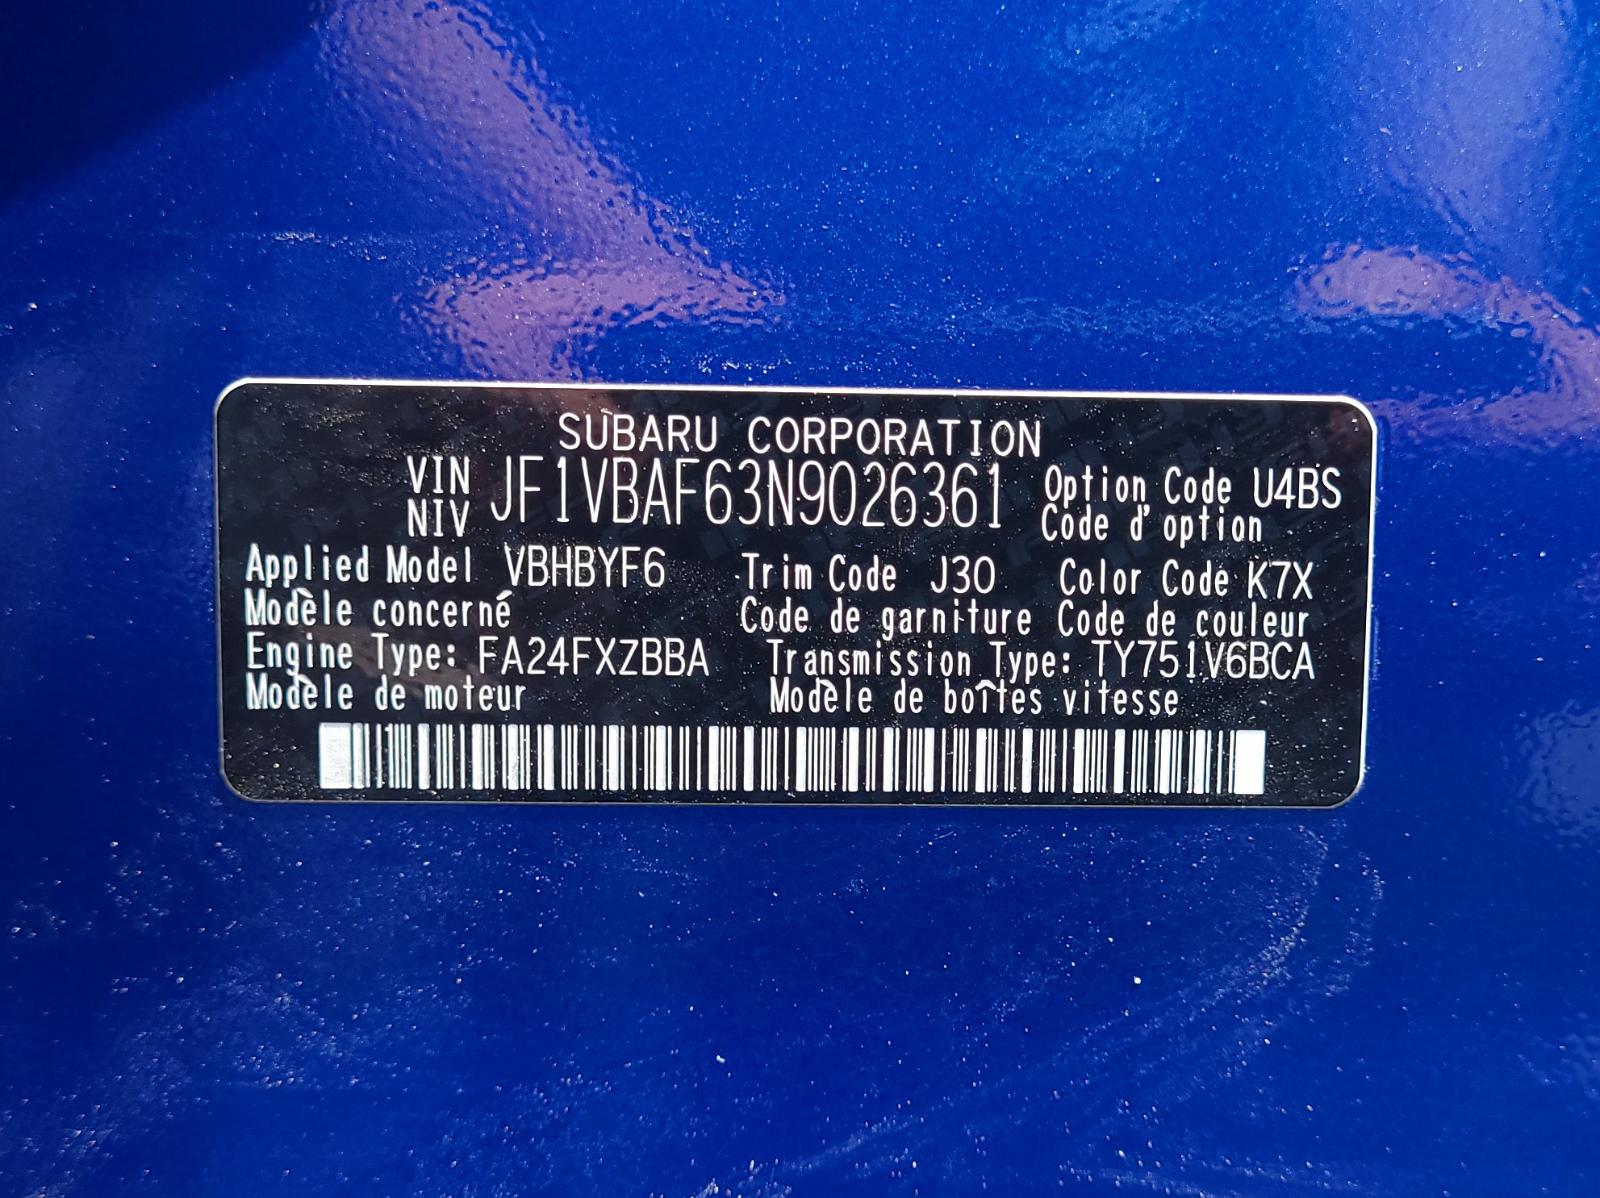 SUBARU CORPORATION
VIN JF1VBAF63N9026361 Option Code U4BS
NIV Code d'option
Applied Model VBHBYF6 Trim Code J30 Color Code K7X
Modèle concerné Code de garniture Code de couleur
Engine Type: FA24FXZBBA Transmission Type: TY751V6BCA
Modèle de moteur Modèle de boîtes vitesse